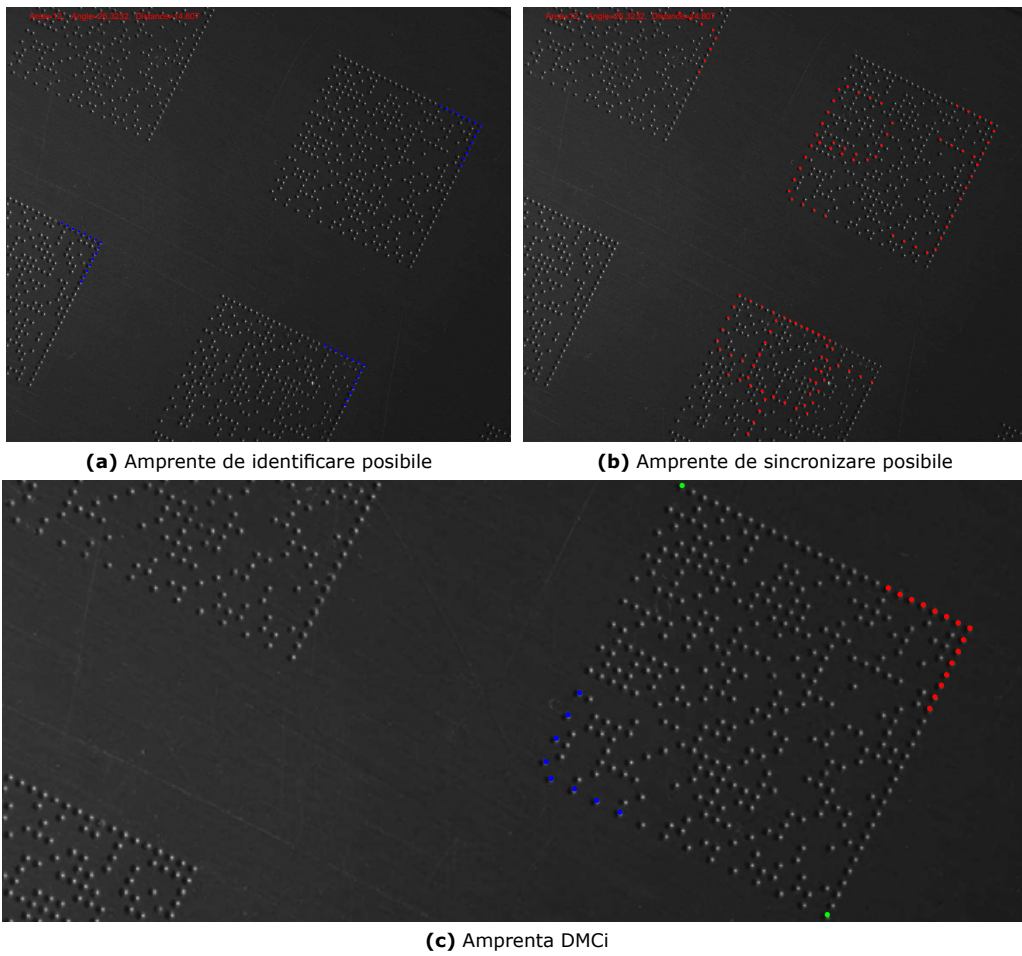 (a) Amprente de identificare posibile
(b) Amprente de sincronizare posibile
(c) Amprenta DMCi